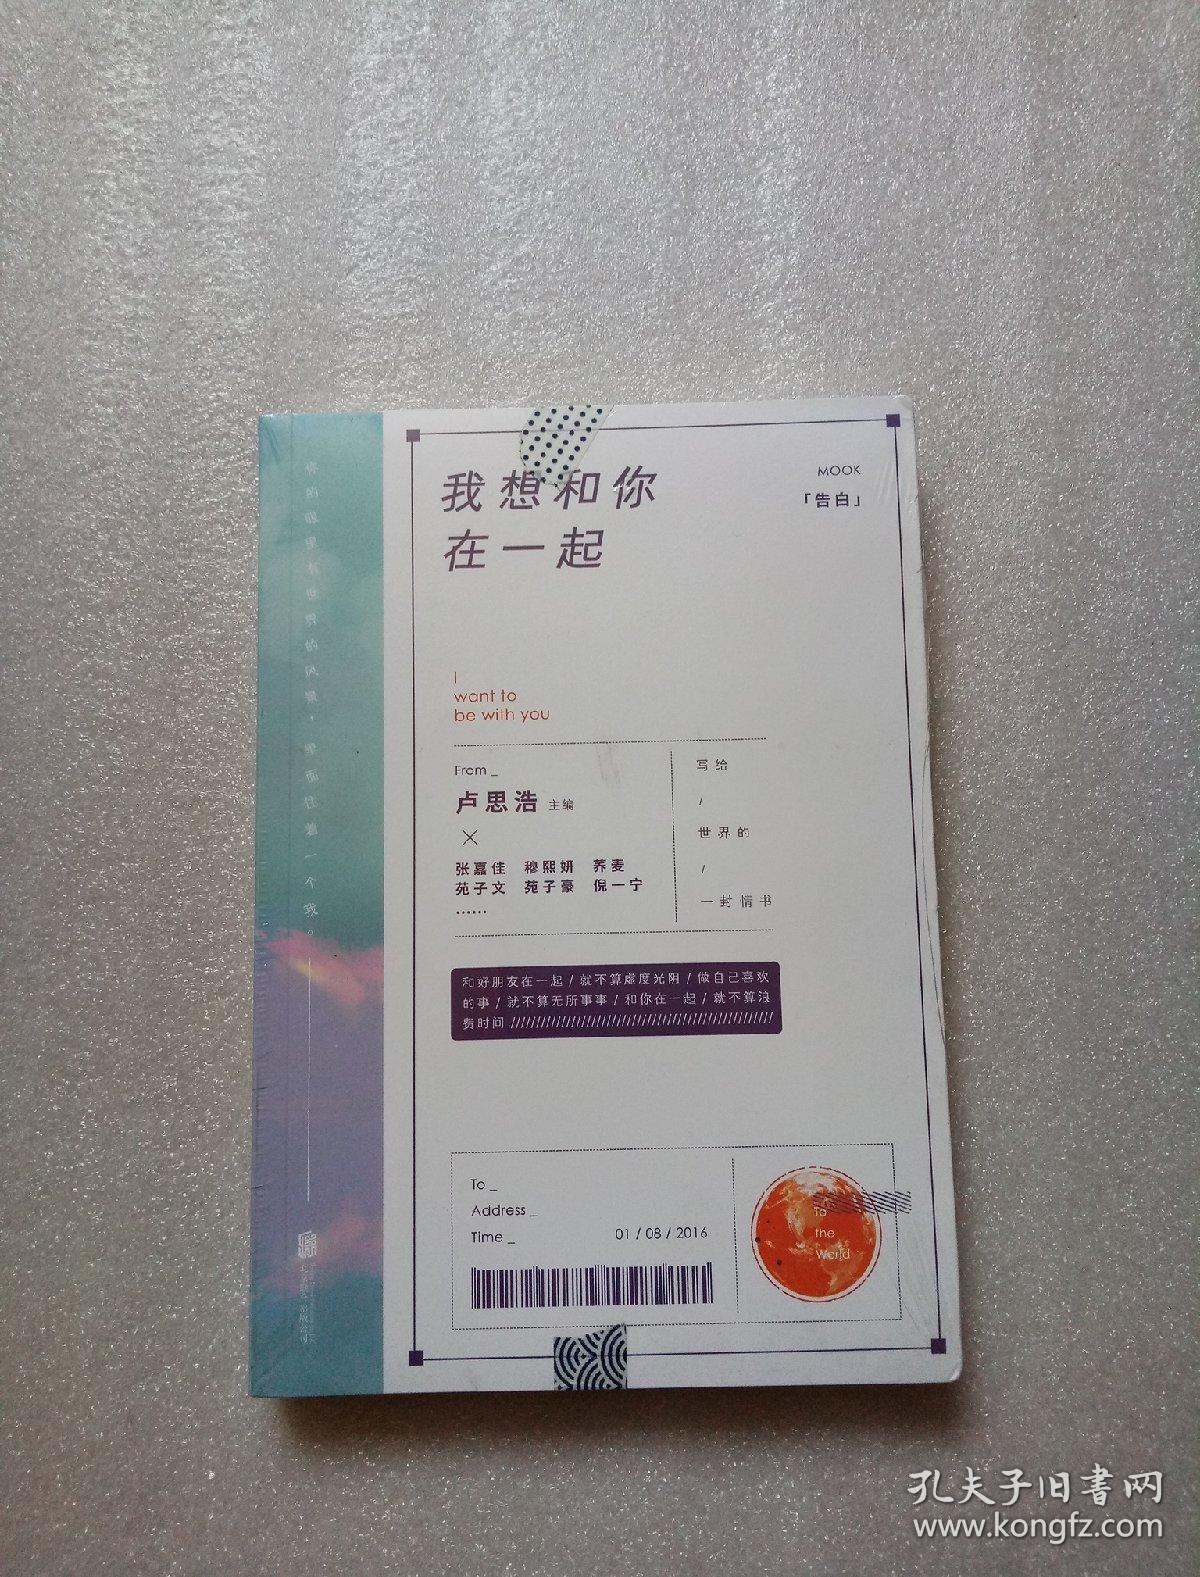 我想和你
在一起
MOOK
「告白」
I
want to
be with you
From _
卢思浩 主编
张嘉佳 穆熙妍 荞麦
苑子文 苑子豪 倪一宁
……
写给
/
世界的
/
一封情书
和好朋友在一起 / 就不算虚度光阴 / 做自己喜欢
的事 / 就不算无所事事 / 和你在一起 / 就不算浪
费时间
To _
Address _
Time _ 01 / 08 / 2016
To
the
World
孔夫子旧书网
www.kongfz.com